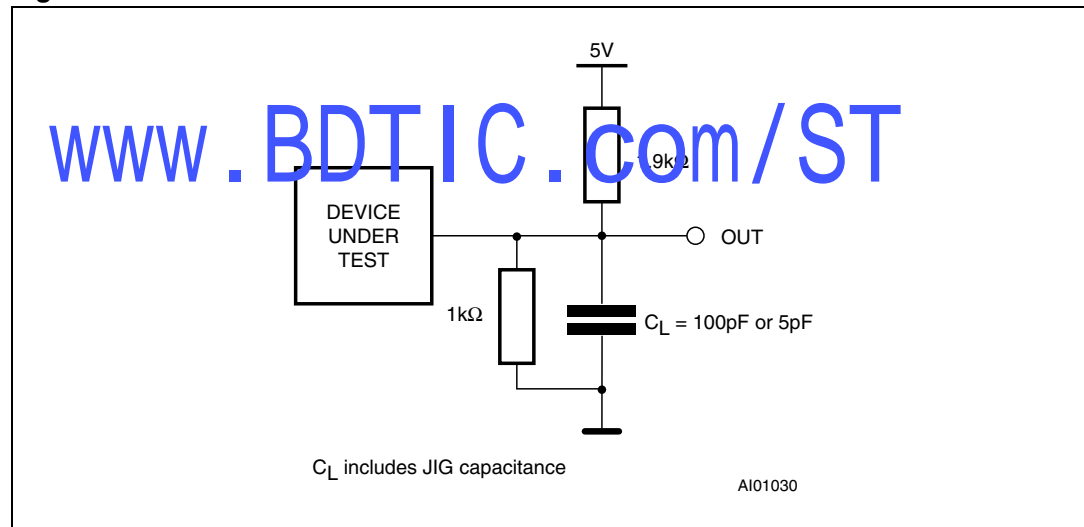 5V
www.BDTIC.com/ST
DEVICE
UNDER
TEST
OUT
1kΩ
CL = 100pF or 5pF
CL includes JIG capacitance
AI01030